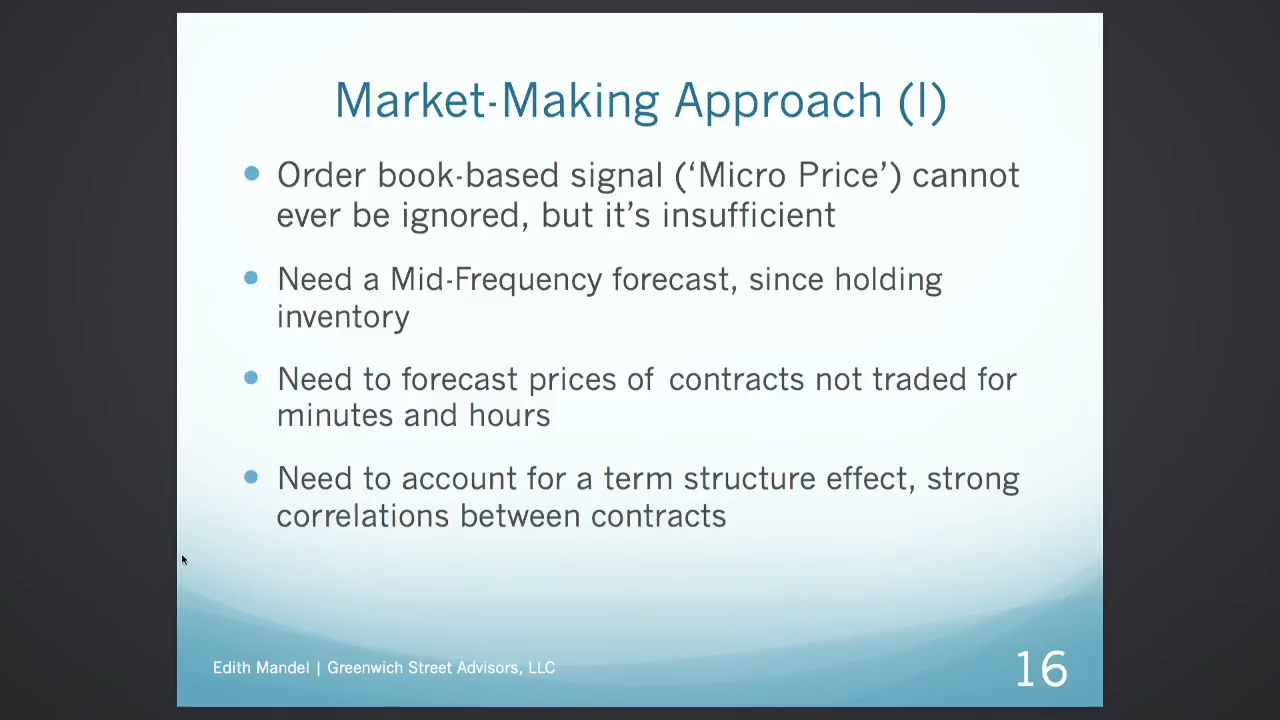 Market-Making Approach (I)
Order book-based signal (‘Micro Price’) cannot
ever be ignored, but it’s insufficient
Need a Mid-Frequency forecast, since holding
inventory
Need to forecast prices of contracts not traded for
minutes and hours
Need to account for a term structure effect, strong
correlations between contracts
Edith Mandel | Greenwich Street Advisors, LLC
16